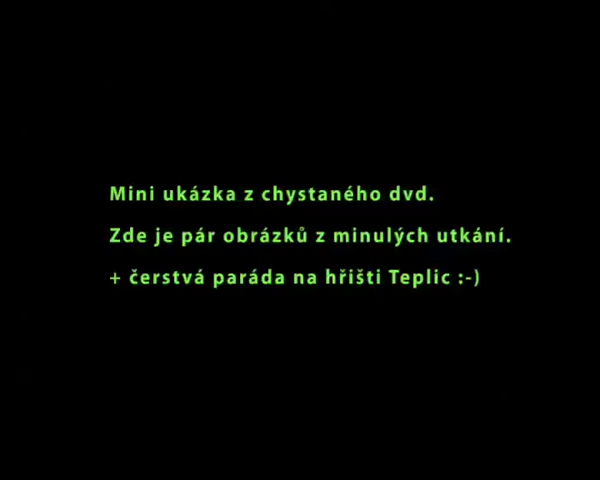 Mini ukázka z chystaného dvd.
Zde je pár obrázků z minulých utkání.
+ čerstvá paráda na hřišti Teplic :-)